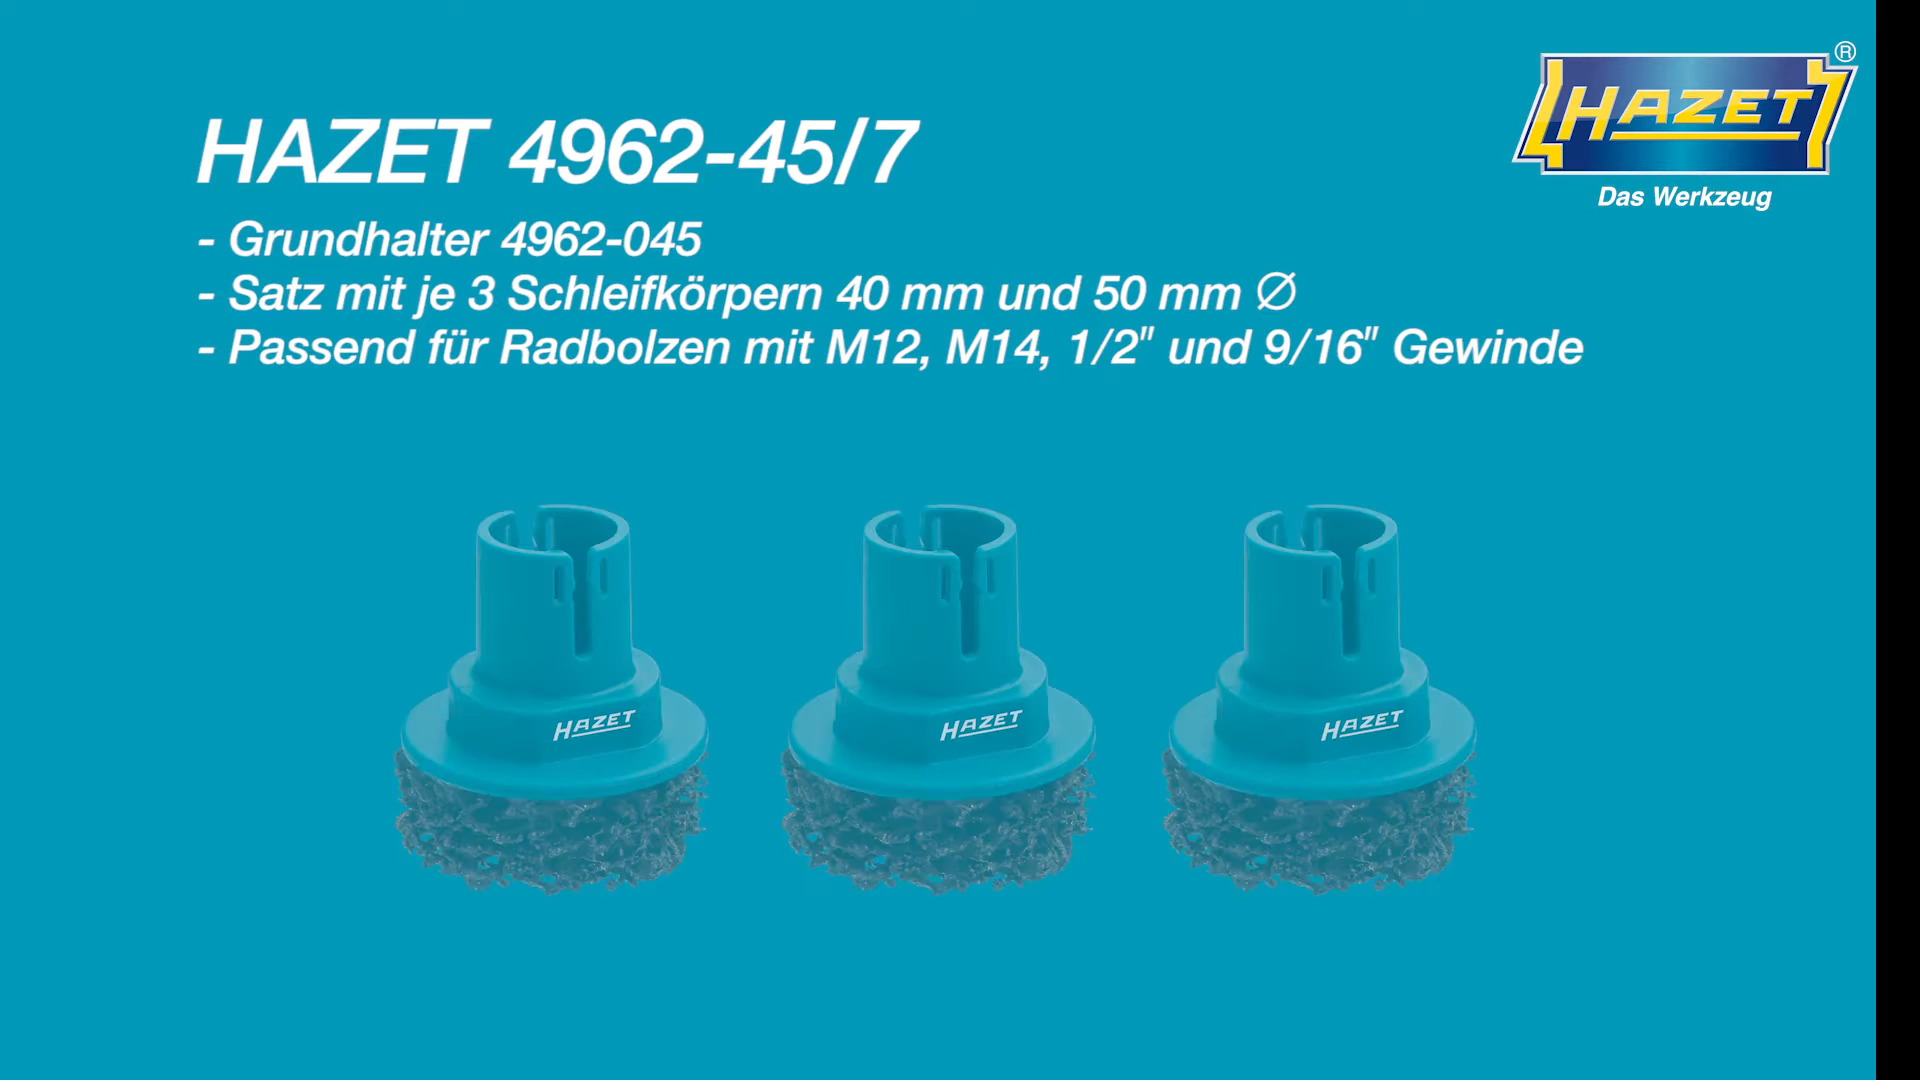 HAZET®
Das Werkzeug
HAZET 4962-45/7
- Grundhalter 4962-045
- Satz mit je 3 Schleifkörpern 40 mm und 50 mm Ø
- Passend für Radbolzen mit M12, M14, 1/2" und 9/16" Gewinde
HAZET
HAZET
HAZET